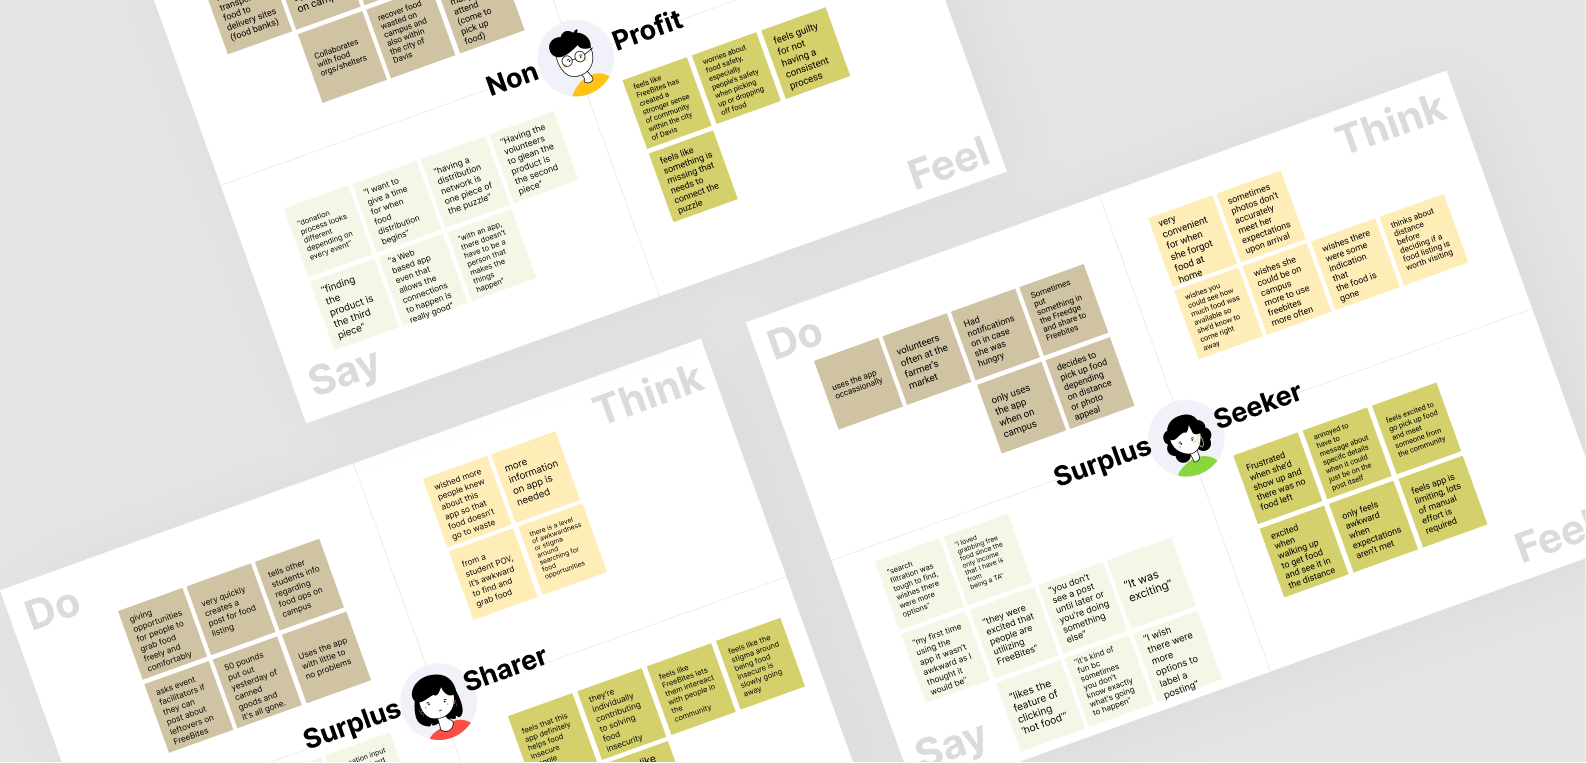 food to
delivery sites
(food banks)
Collaborates
with food
orgs/shelters
recover food
wasted on
campus and
also within
the city of
Davis
attend
(come to
pick up
food)
Non
Profit
feels like
FreeBites has
created a
stronger sense
of community
within the city
of Davis
worries about
food safety,
especially
people's safety
when picking
up or dropping
off food
feels guilty
for not
having a
consistent
process
feels like
something is
missing that
needs to
connect the
puzzle
Feel
"donation
process looks
different
depending on
every event"
"I want to
give a time
for when
food
distribution
begins"
"having a
distribution
network is
one piece of
the puzzle"
"Having the
volunteers
to glean the
product is
the second
piece"
"finding
the
product is
the third
piece"
"a Web
based app
even that
allows the
connections
to happen is
really good"
"with an app,
there doesn't
have to be a
person that
makes the
things
happen"
Say
Think
very
convenient
for when
she forgot
food at
home
sometimes
photos don't
accurately
meet her
expectations
upon arrival
wishes you
could see how
much food was
available so
she'd know to
come right
away
wishes she
could be on
campus
more to use
freebites
more often
wishes there
were some
indication
that
the food is
gone
thinks about
distance
before
deciding if a
food listing is
worth visiting
Do
uses the app
occassionally
volunteers
often at the
farmer's
market
Had
notifications
on in case
she was
hungry
Sometimes
put
something in
the Freedge
and share to
Freebites
only uses
the app
when on
campus
decides to
pick up food
depending
on distance
or photo
appeal
Surplus
Seeker
Frustrated
when she'd
show up and
there was no
food left
annoyed to
have to
message about
specifc details
when it could
just be on the
post itself
feels excited to
go pick up food
and meet
someone from
the community
excited
when
walking up
to get food
and see it in
the distance
only feels
awkward
when
expectations
aren't met
feels app is
limiting, lots
of manual
effort is
required
Feel
"search
filtration was
tough to find,
wishes there
were more
options"
"I loved
grabbing free
food since the
only income
that I have is
from
being a TA"
"my first time
using the
app it wasn't
awkward as I
thought it
would be"
"they were
excited that
people are
utilizing
FreeBites"
"you don't
see a post
until later or
you're doing
something
else"
"It was
exciting"
"likes the
feature of
clicking
"hot food""
"it's kind of
fun bc
sometimes
you don't
know exactly
what's going
to happen"
"I wish
there were
more
options to
label a
posting"
Say
Think
wished more
people knew
about this
app so that
food doesn't
go to waste
more
information
on app is
needed
from a
student POV,
it's awkward
to find and
grab food
there is a level
of awkwardness
or stigma
around
searching for
food
opportunities
Do
giving
opportunities
for people to
grab food
freely and
comfortably
very quickly
creates a
post for food
listing
tells other
students info
regarding
food ops on
campus
asks event
facilitators if
they can
post about
leftovers on
FreeBites
50 pounds
put out
yesterday of
canned
goods and
it's all gone.
Uses the app
with little to
no problems
Surplus
Sharer
feels that this
app definitely
helps food
insecure
they're
individually
contributing
to solving
food
insecurity
feels like
FreeBites lets
them intereact
with people in
the
community
feels like the
stigma around
being food
insecure is
slowly going
away